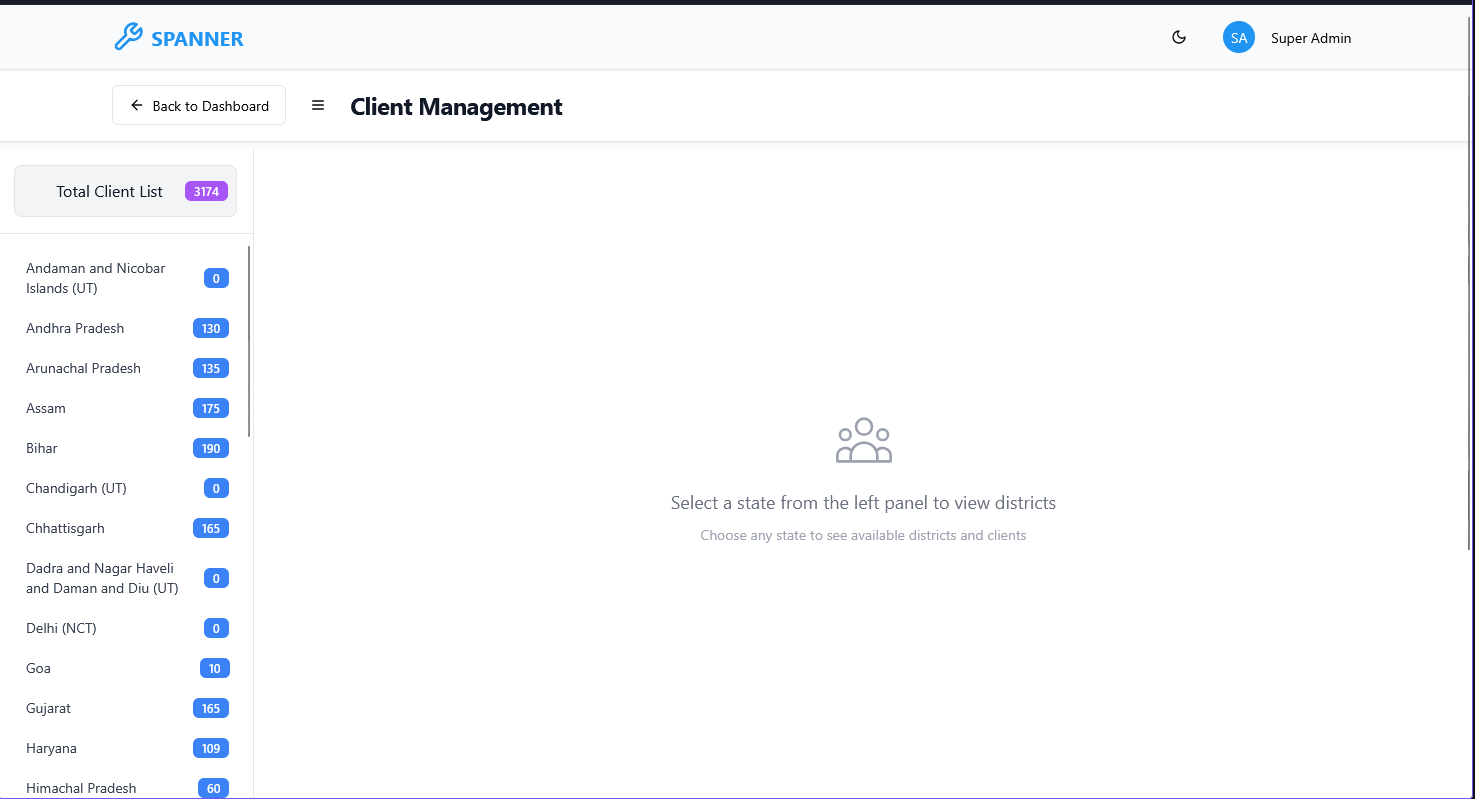 SPANNER
SA
Super Admin
Back to Dashboard
Client Management
Total Client List 3174
Andaman and Nicobar
Islands (UT) 0
Andhra Pradesh 130
Arunachal Pradesh 135
Assam 175
Bihar 190
Chandigarh (UT) 0
Chhattisgarh 165
Dadra and Nagar Haveli
and Daman and Diu (UT) 0
Delhi (NCT) 0
Goa 10
Gujarat 165
Haryana 109
Himachal Pradesh 60
Select a state from the left panel to view districts
Choose any state to see available districts and clients